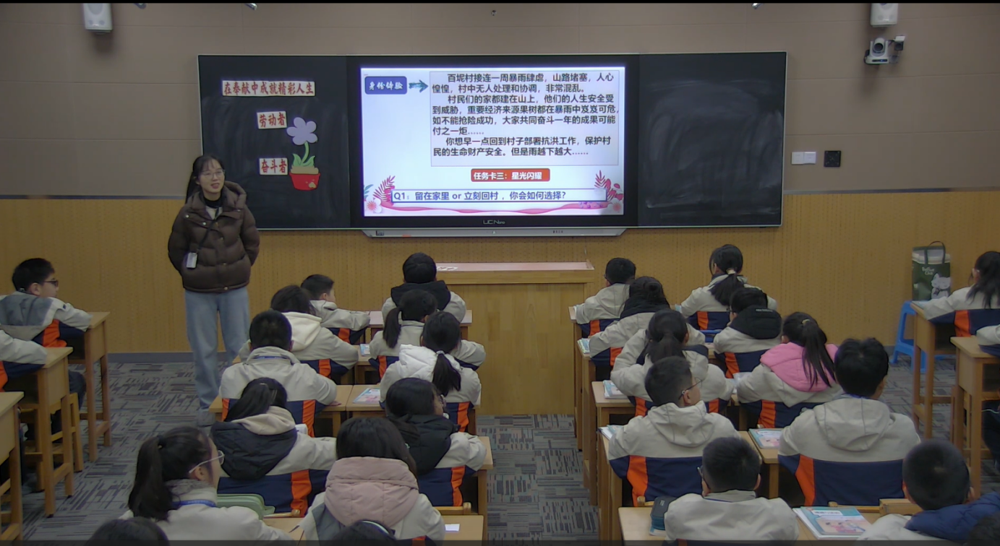 在奉献中成就精彩人生
劳动者
奋斗者
身份体验
百坭村接连一周暴雨肆虐，山路堵塞，人心
惶惶，村中无人处理和协调，非常混乱。
村民们的家都建在山上，他们的人生安全受
到威胁，重要经济来源果树都在暴雨中岌岌可危，
如不能抢险成功，大家共同奋斗一年的成果可能
付之一炬……
你想早一点回到村子部署抗洪工作，保护村
民的生命财产安全。但是雨越下越大……
任务卡三：星光闪耀
Q1：留在家里 or 立刻回村，你会如何选择？